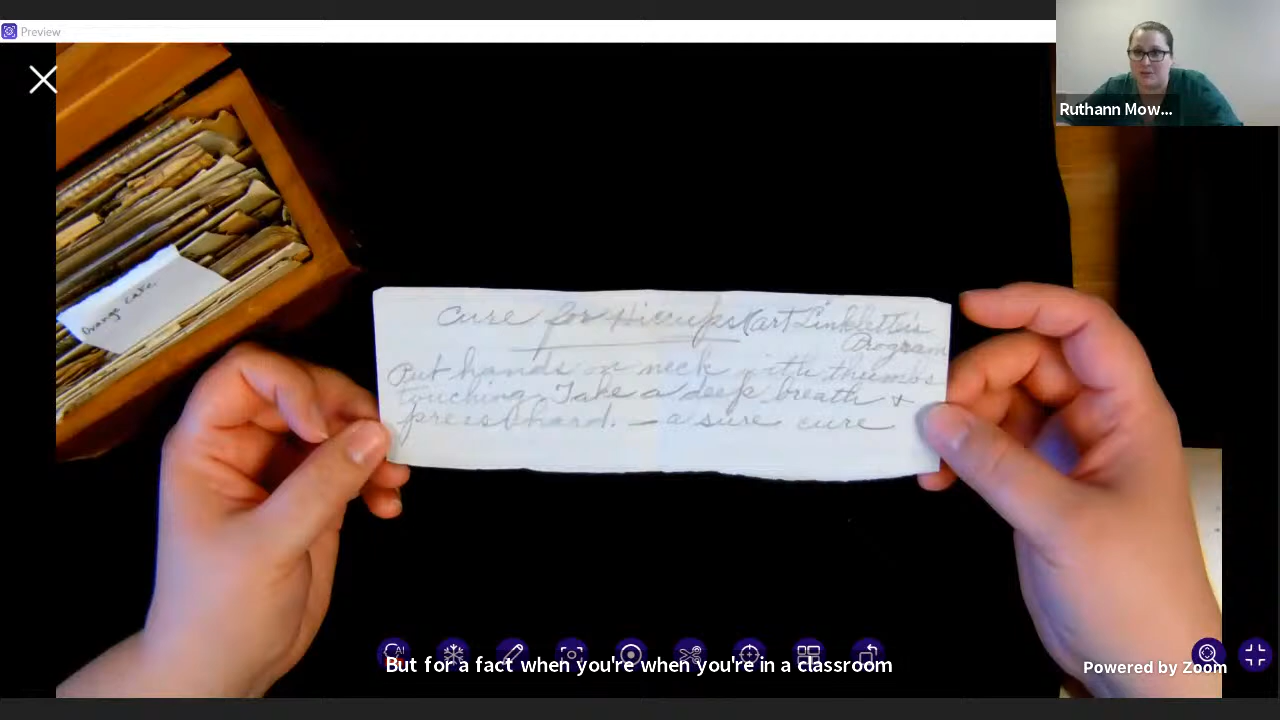 Preview
Ruthann Mow...
Orange Cake
Cure for Hiccups (Art Linkletter's
Program
Put hands on neck with thumbs
touching. Take a deep breath +
press hard. — a sure cure
But for a fact when you're when you're in a classroom
Powered by Zoom